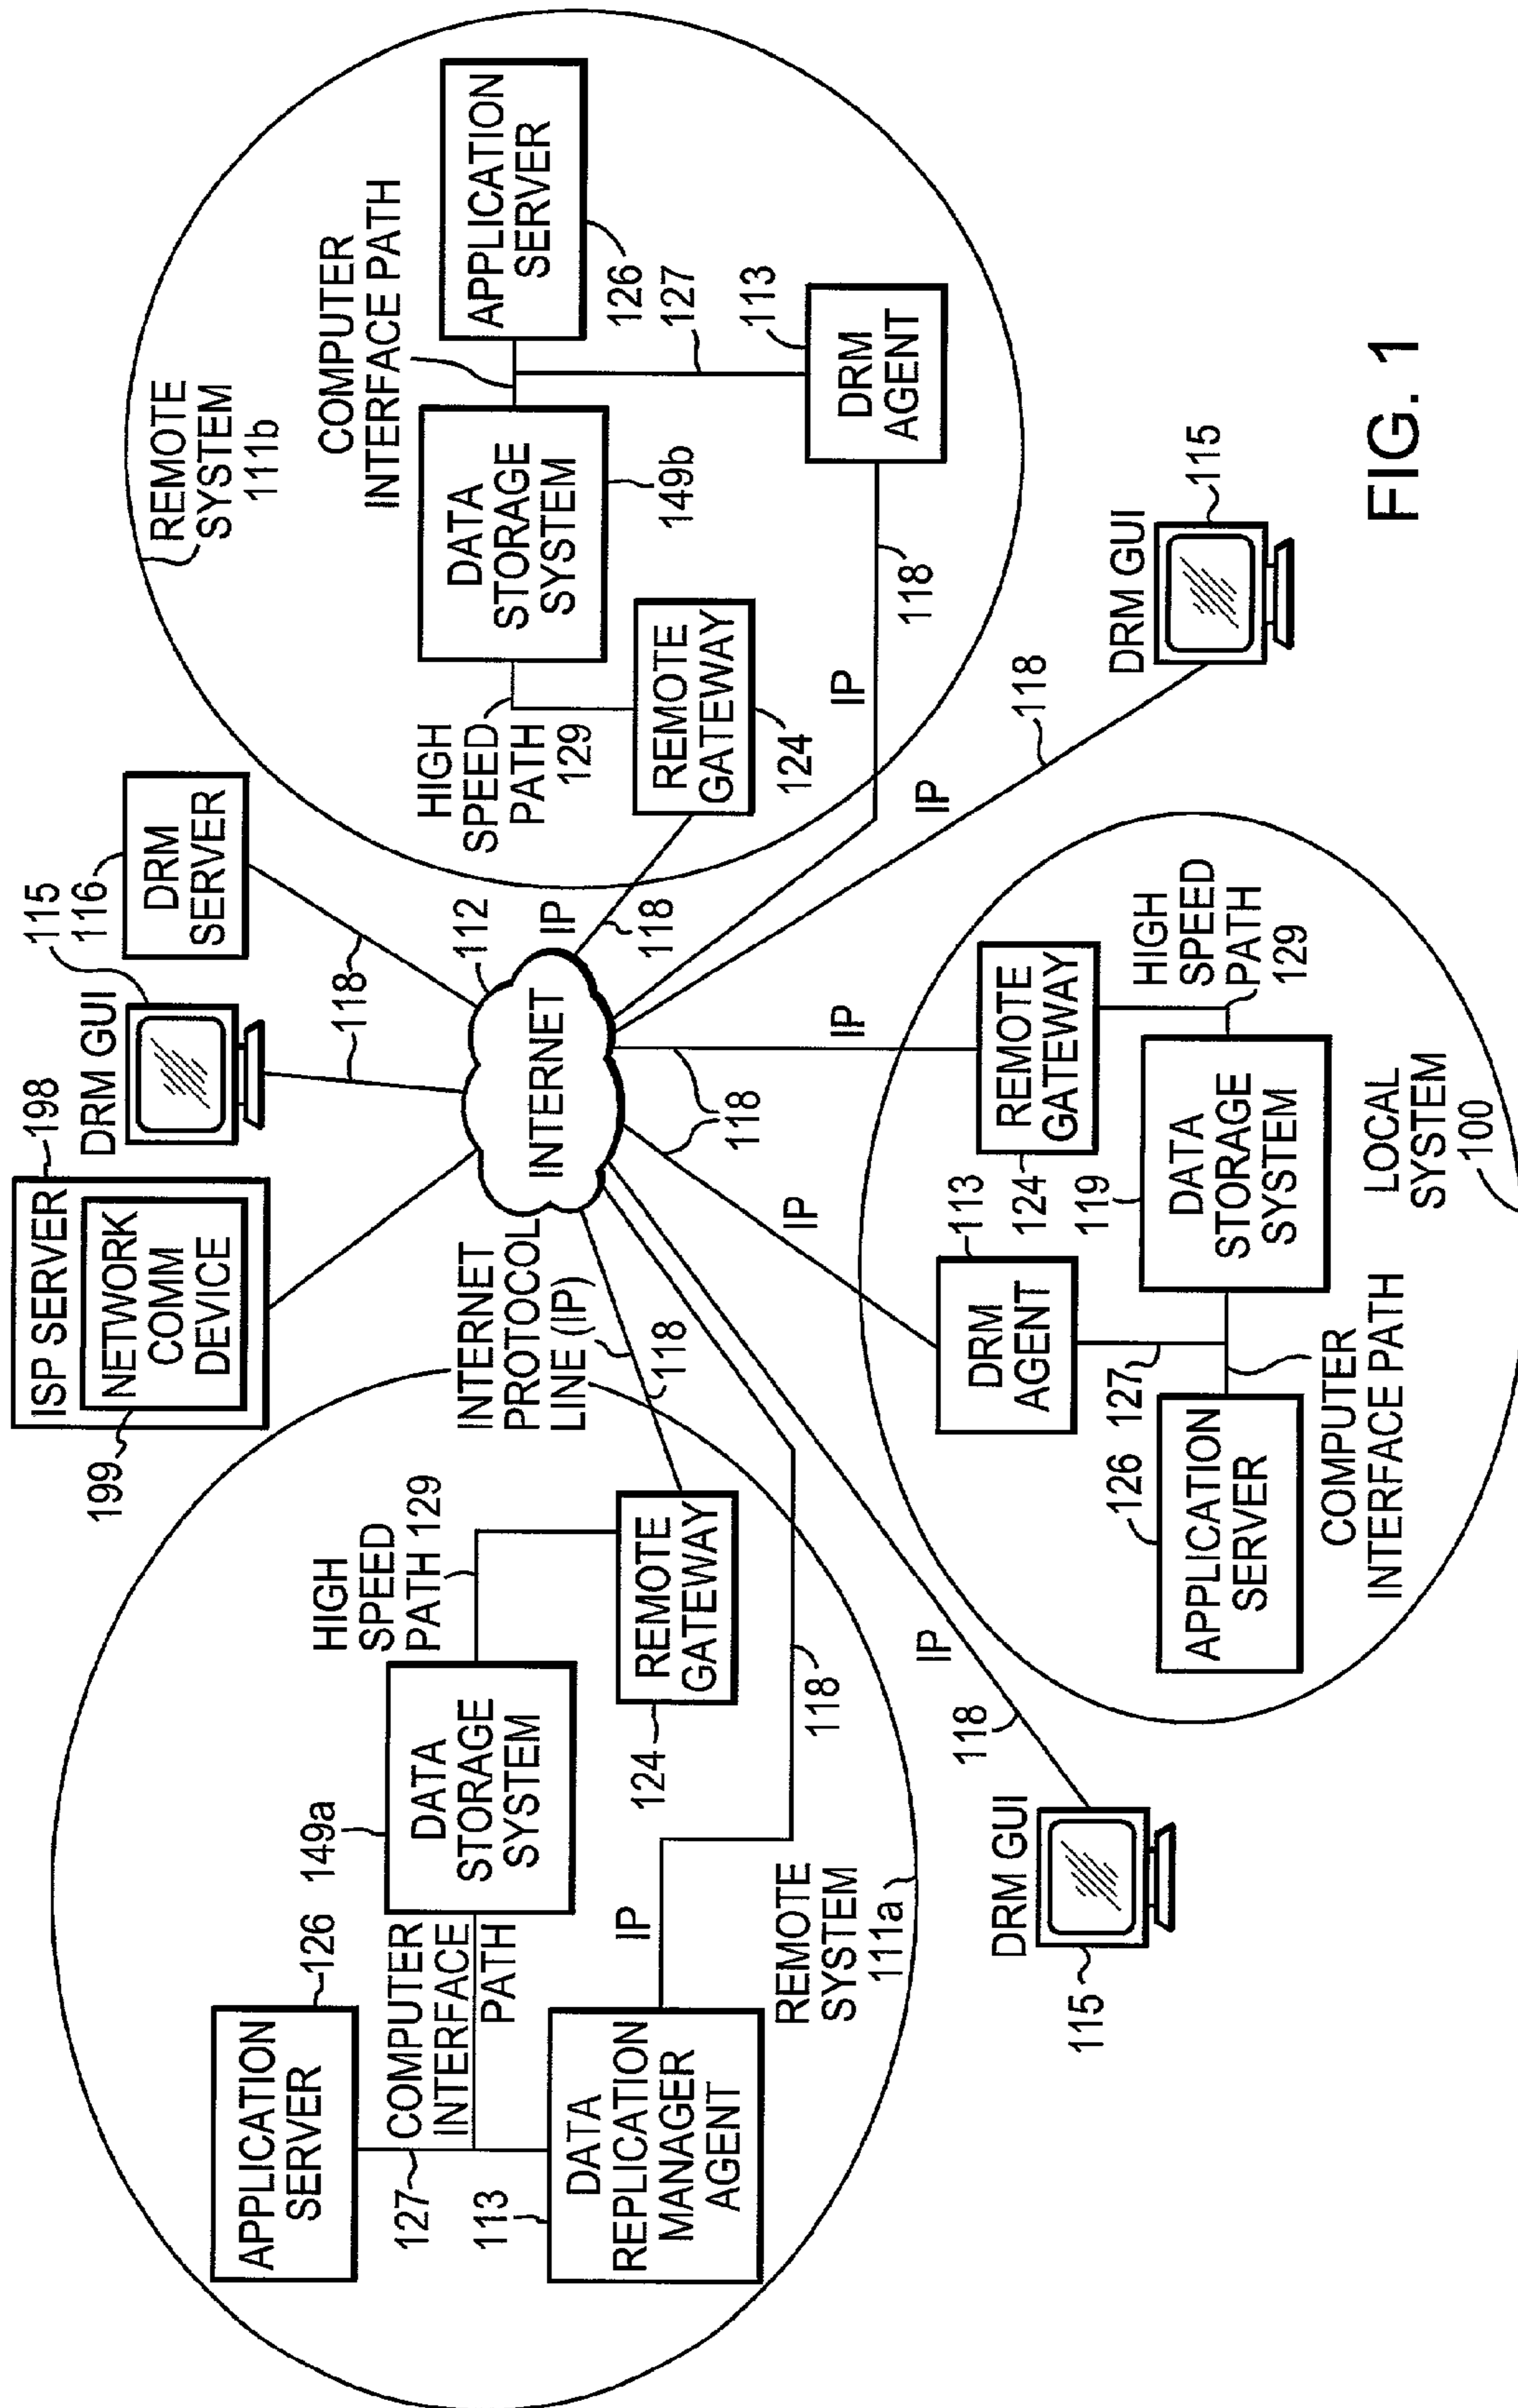 ISP SERVER
198
NETWORK
COMM
DEVICE
199
DRM GUI
115
116
DRM
SERVER
118
118
INTERNET
112
INTERNET
PROTOCOL
LINE (IP)
118
IP
118
REMOTE
SYSTEM
111b
COMPUTER
INTERFACE PATH
APPLICATION
SERVER
126
127
113
DRM
AGENT
DATA
STORAGE
SYSTEM
149b
HIGH
SPEED
PATH
129
REMOTE
GATEWAY
124
118
IP
APPLICATION
SERVER
126
149a
DATA
STORAGE
SYSTEM
HIGH
SPEED
PATH 129
COMPUTER
INTERFACE
PATH
127
113
DATA
REPLICATION
MANAGER
AGENT
IP
REMOTE
GATEWAY
124
118
REMOTE
SYSTEM
111a
DRM GUI
115
118
IP
IP
118
IP
113
DRM
AGENT
124
REMOTE
GATEWAY
HIGH
SPEED
PATH
129
119
DATA
STORAGE
SYSTEM
126
127
APPLICATION
SERVER
COMPUTER
INTERFACE PATH
LOCAL
SYSTEM
100
IP
118
DRM GUI
115
FIG. 1